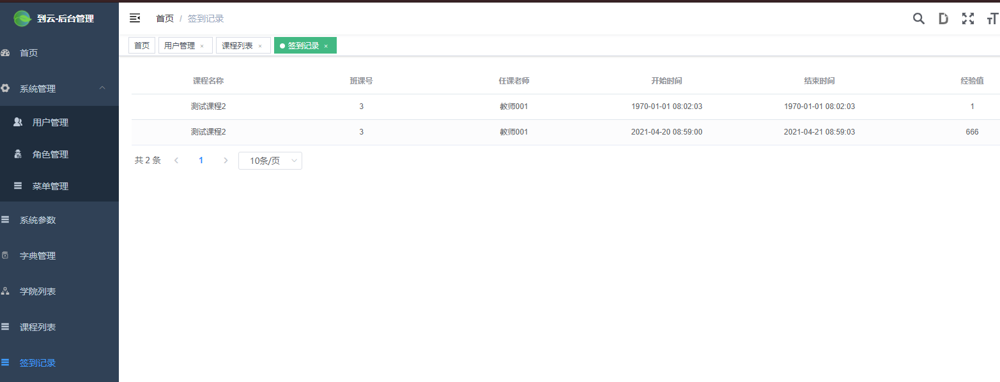 到云-后台管理
首页 / 签到记录
首页
用户管理 ×
课程列表 ×
签到记录 ×
首页
系统管理
用户管理
角色管理
菜单管理
系统参数
字典管理
学院列表
课程列表
签到记录
课程名称 班课号 任课老师 开始时间 结束时间 经验值
测试课程2 3 教师001 1970-01-01 08:02:03 1970-01-01 08:02:03 1
测试课程2 3 教师001 2021-04-20 08:59:00 2021-04-21 08:59:03 666
共 2 条 < 1 > 10条/页